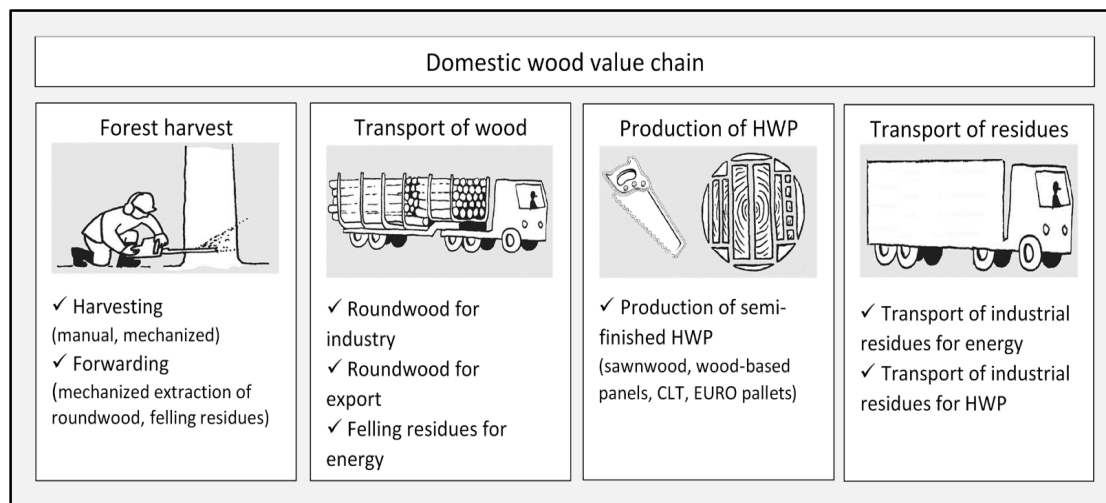 Domestic wood value chain
Forest harvest
✓ Harvesting
(manual, mechanized)
✓ Forwarding
(mechanized extraction of
roundwood, felling residues)
Transport of wood
✓ Roundwood for
industry
✓ Roundwood for
export
✓ Felling residues for
energy
Production of HWP
✓ Production of semi-
finished HWP
(sawnwood, wood-based
panels, CLT, EURO pallets)
Transport of residues
✓ Transport of industrial
residues for energy
✓ Transport of industrial
residues for HWP